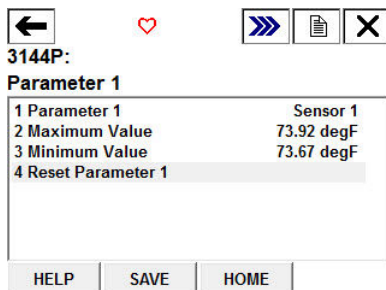 3144P:
Parameter 1
1 Parameter 1 Sensor 1
2 Maximum Value 73.92 degF
3 Minimum Value 73.67 degF
4 Reset Parameter 1
HELP SAVE HOME